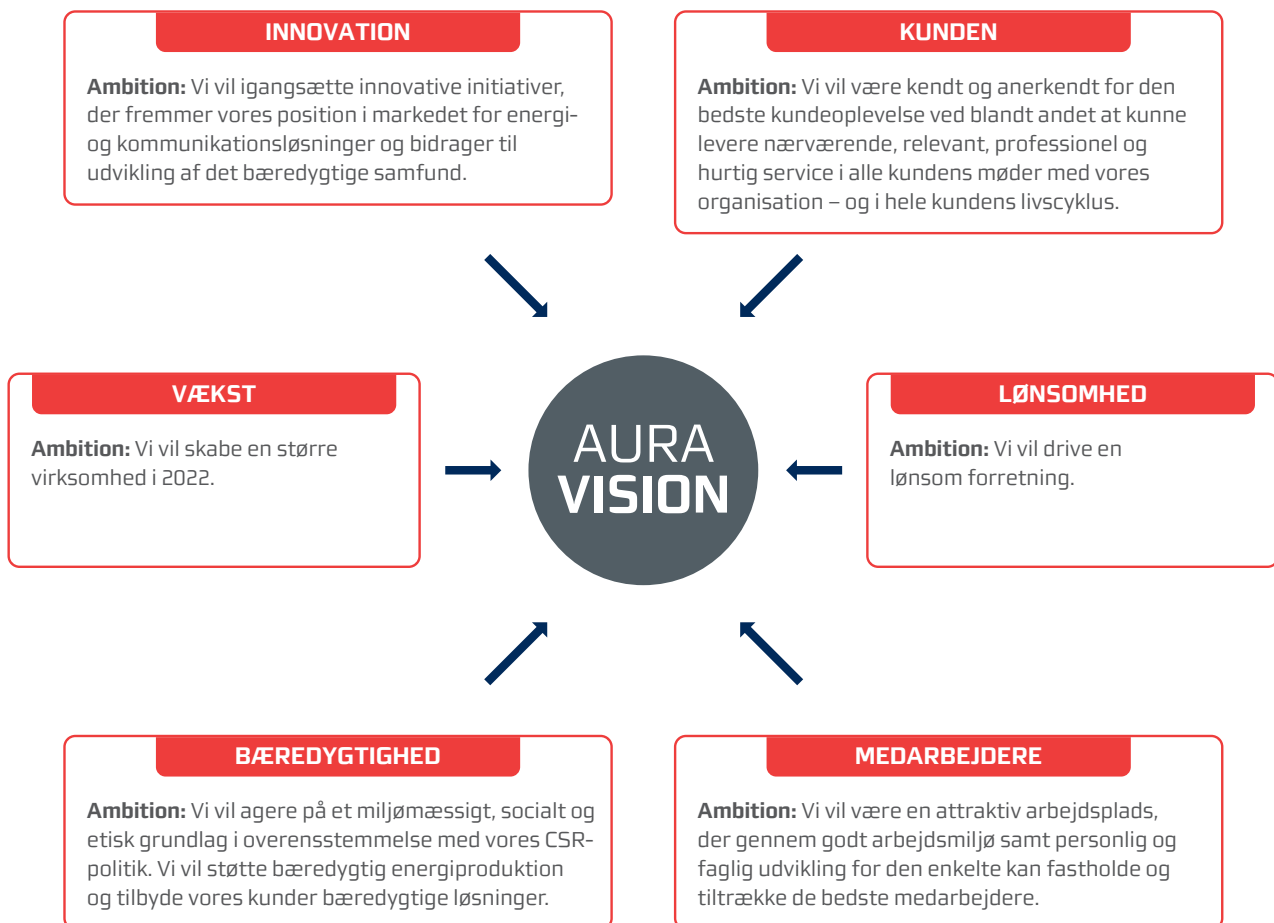 INNOVATION
Ambition: Vi vil igangsætte innovative initiativer,
der fremmer vores position i markedet for energi-
og kommunikationsløsninger og bidrager til
udvikling af det bæredygtige samfund.
KUNDEN
Ambition: Vi vil være kendt og anerkendt for den
bedste kundeoplevelse ved blandt andet at kunne
levere nærværende, relevant, professionel og
hurtig service i alle kundens møder med vores
organisation – og i hele kundens livscyklus.
VÆKST
Ambition: Vi vil skabe en større
virksomhed i 2022.
AURA
VISION
LØNSOMHED
Ambition: Vi vil drive en
lønsom forretning.
BÆREDYGTIGHED
Ambition: Vi vil agere på et miljømæssigt, socialt og
etisk grundlag i overensstemmelse med vores CSR-
politik. Vi vil støtte bæredygtig energiproduktion
og tilbyde vores kunder bæredygtige løsninger.
MEDARBEJDERE
Ambition: Vi vil være en attraktiv arbejdsplads,
der gennem godt arbejdsmiljø samt personlig og
faglig udvikling for den enkelte kan fastholde og
tiltrække de bedste medarbejdere.